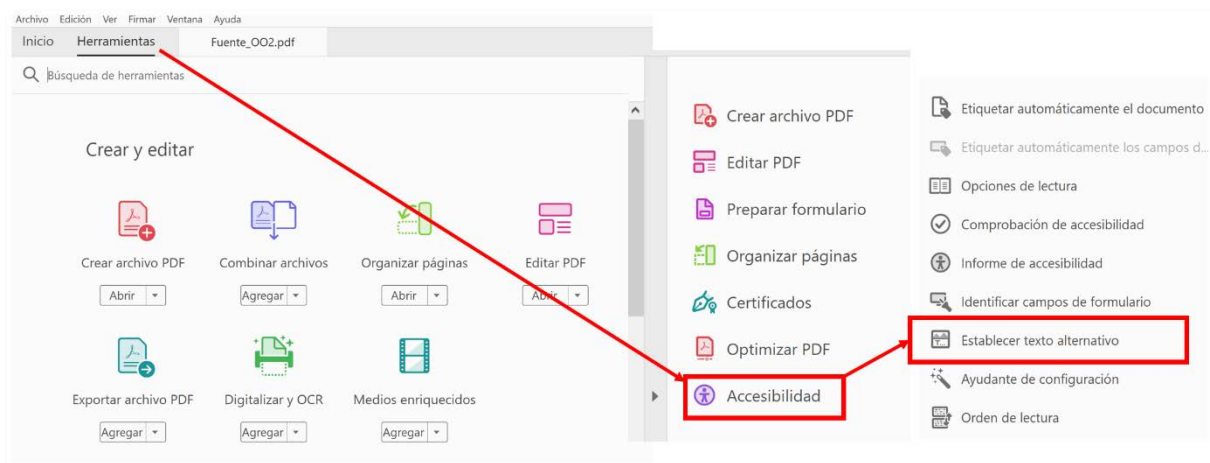 Archivo Edición Ver Firmar Ventana Ayuda
Inicio Herramientas Fuente_OO2.pdf
Búsqueda de herramientas
Crear y editar
Crear archivo PDF Combinar archivos Organizar páginas Editar PDF
Abrir Agregar Abrir Abrir
Exportar archivo PDF Digitalizar y OCR Medios enriquecidos
Agregar Agregar Agregar
Crear archivo PDF
Editar PDF
Preparar formulario
Organizar páginas
Certificados
Optimizar PDF
Accesibilidad
Etiquetar automáticamente el documento
Etiquetar automáticamente los campos d...
Opciones de lectura
Comprobación de accesibilidad
Informe de accesibilidad
Identificar campos de formulario
Establecer texto alternativo
Ayudante de configuración
Orden de lectura